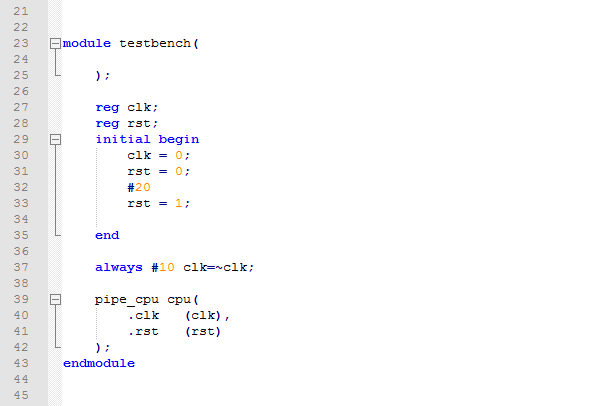 21
22
23 module testbench(
24
25 );
26
27 reg clk;
28 reg rst;
29 initial begin
30 clk = 0;
31 rst = 0;
32 #20
33 rst = 1;
34
35 end
36
37 always #10 clk=~clk;
38
39 pipe_cpu cpu(
40 .clk (clk),
41 .rst (rst)
42 );
43 endmodule
44
45